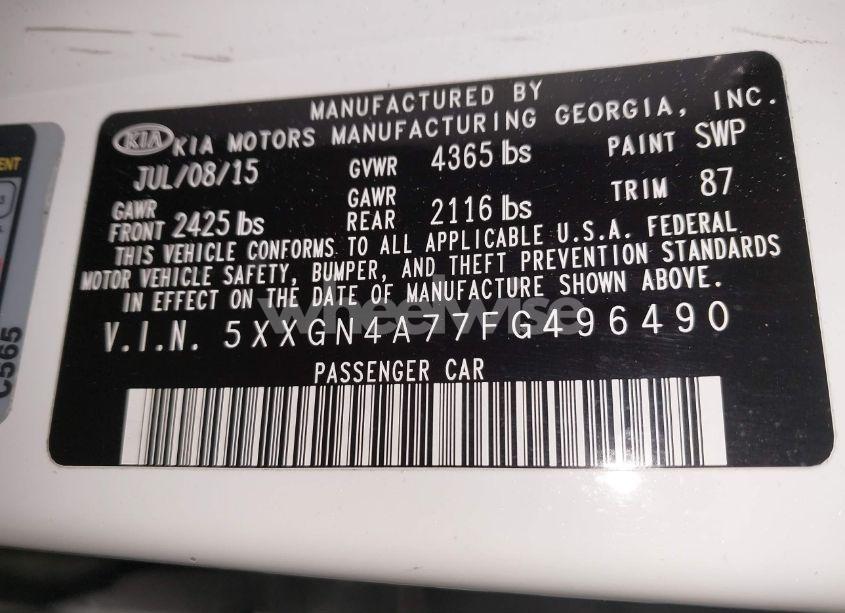 MANUFACTURED BY
KIA KIA MOTORS MANUFACTURING GEORGIA, INC.
JUL/08/15 GVWR 4365 lbs PAINT SWP
GAWR FRONT 2425 lbs GAWR REAR 2116 lbs TRIM 87
THIS VEHICLE CONFORMS TO ALL APPLICABLE U.S.A. FEDERAL
MOTOR VEHICLE SAFETY, BUMPER, AND THEFT PREVENTION STANDARDS
IN EFFECT ON THE DATE OF MANUFACTURE SHOWN ABOVE.
wheelwise
V.I.N. 5XXGN4A77FG496490
PASSENGER CAR
C565